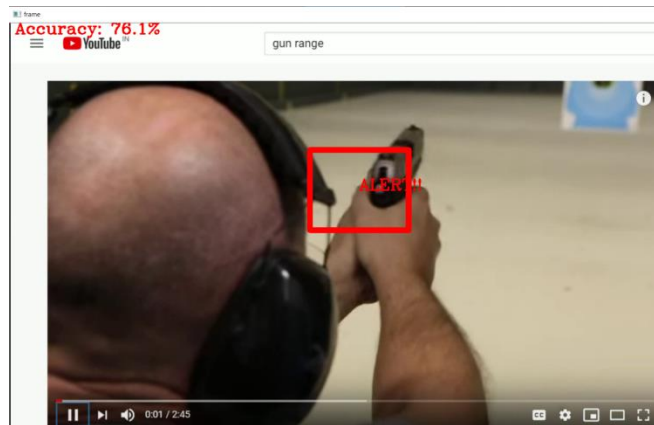 frame
Accuracy: 76.1%
YouTube IN
gun range
ALERT!!
0:01 / 2:45
CC